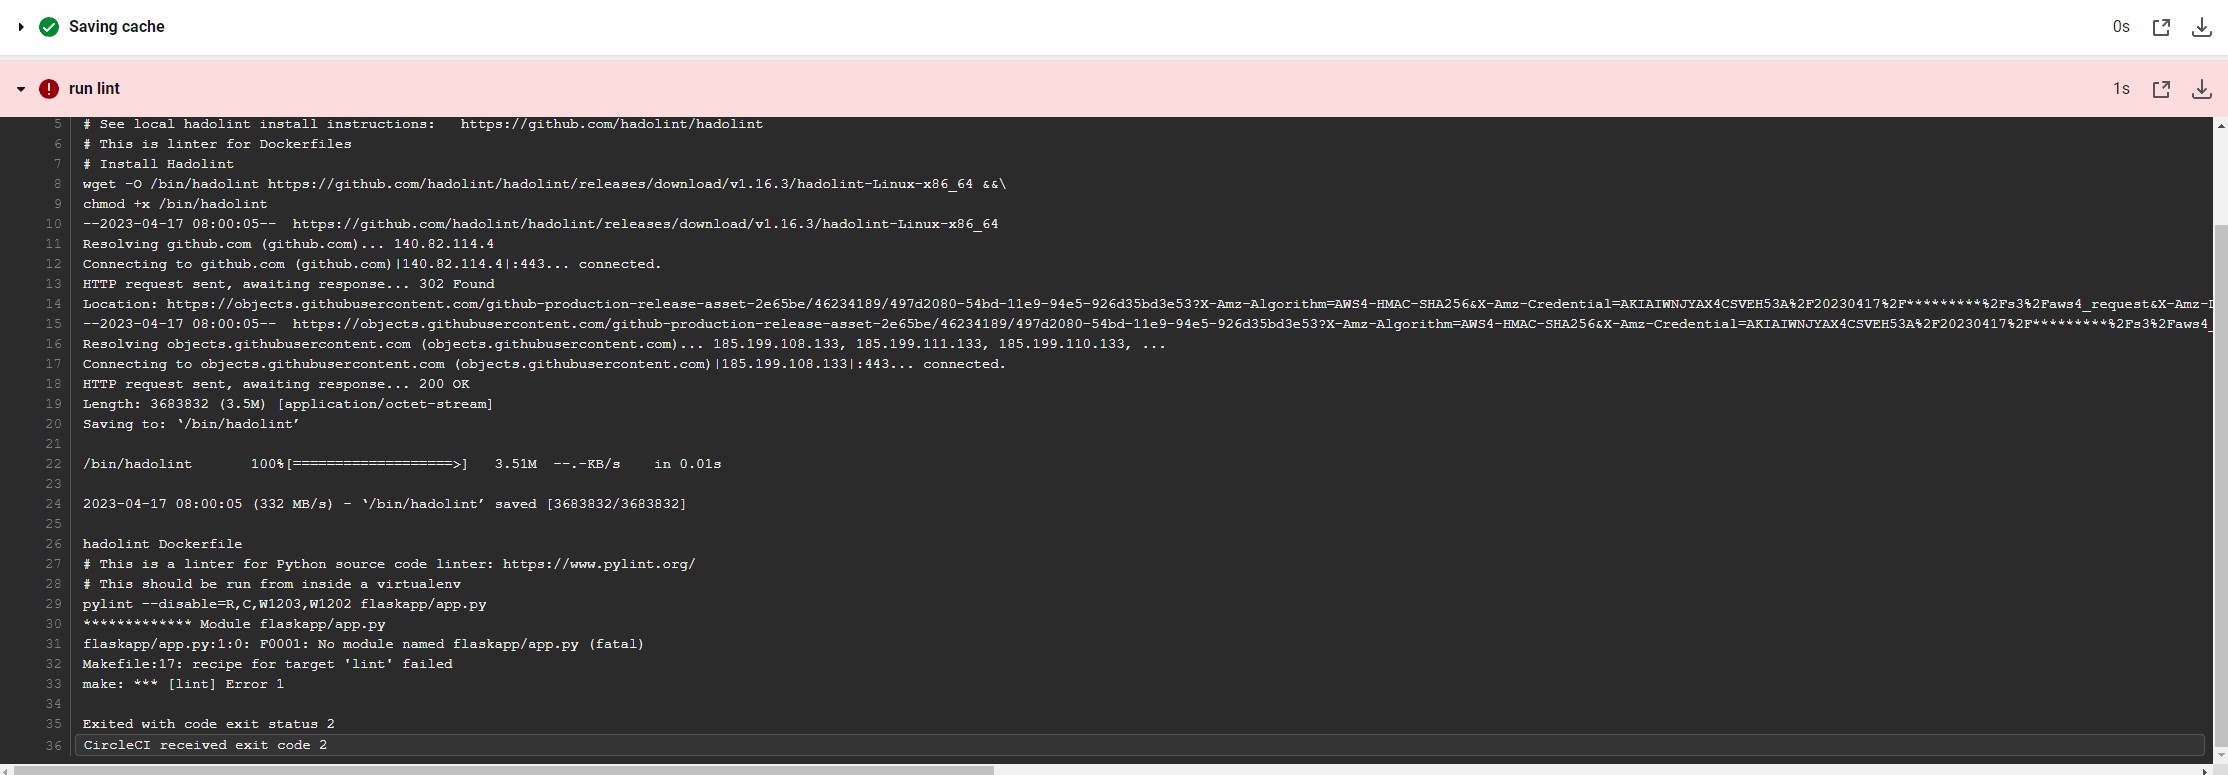 Saving cache 0s
run lint 1s
5 # See local hadolint install instructions:   https://github.com/hadolint/hadolint
6 # This is linter for Dockerfiles
7 # Install Hadolint
8 wget -O /bin/hadolint https://github.com/hadolint/hadolint/releases/download/v1.16.3/hadolint-Linux-x86_64 &&\
9 chmod +x /bin/hadolint
10 --2023-04-17 08:00:05--  https://github.com/hadolint/hadolint/releases/download/v1.16.3/hadolint-Linux-x86_64
11 Resolving github.com (github.com)... 140.82.114.4
12 Connecting to github.com (github.com)|140.82.114.4|:443... connected.
13 HTTP request sent, awaiting response... 302 Found
14 Location: https://objects.githubusercontent.com/github-production-release-asset-2e65be/46234189/497d2080-54bd-11e9-94e5-926d35bd3e53?X-Amz-Algorithm=AWS4-HMAC-SHA256&X-Amz-Credential=AKIAIWNJYAX4CSVEH53A%2F20230417%2F*********%2Fs3%2Faws4_request&X-Amz-D
15 --2023-04-17 08:00:05--  https://objects.githubusercontent.com/github-production-release-asset-2e65be/46234189/497d2080-54bd-11e9-94e5-926d35bd3e53?X-Amz-Algorithm=AWS4-HMAC-SHA256&X-Amz-Credential=AKIAIWNJYAX4CSVEH53A%2F20230417%2F*********%2Fs3%2Faws4_
16 Resolving objects.githubusercontent.com (objects.githubusercontent.com)... 185.199.108.133, 185.199.111.133, 185.199.110.133, ...
17 Connecting to objects.githubusercontent.com (objects.githubusercontent.com)|185.199.108.133|:443... connected.
18 HTTP request sent, awaiting response... 200 OK
19 Length: 3683832 (3.5M) [application/octet-stream]
20 Saving to: ‘/bin/hadolint’
21
22 /bin/hadolint       100%[===================>]   3.51M  --.-KB/s    in 0.01s
23
24 2023-04-17 08:00:05 (332 MB/s) - ‘/bin/hadolint’ saved [3683832/3683832]
25
26 hadolint Dockerfile
27 # This is a linter for Python source code linter: https://www.pylint.org/
28 # This should be run from inside a virtualenv
29 pylint --disable=R,C,W1203,W1202 flaskapp/app.py
30 ************* Module flaskapp/app.py
31 flaskapp/app.py:1:0: F0001: No module named flaskapp/app.py (fatal)
32 Makefile:17: recipe for target 'lint' failed
33 make: *** [lint] Error 1
34
35 Exited with code exit status 2
36 CircleCI received exit code 2